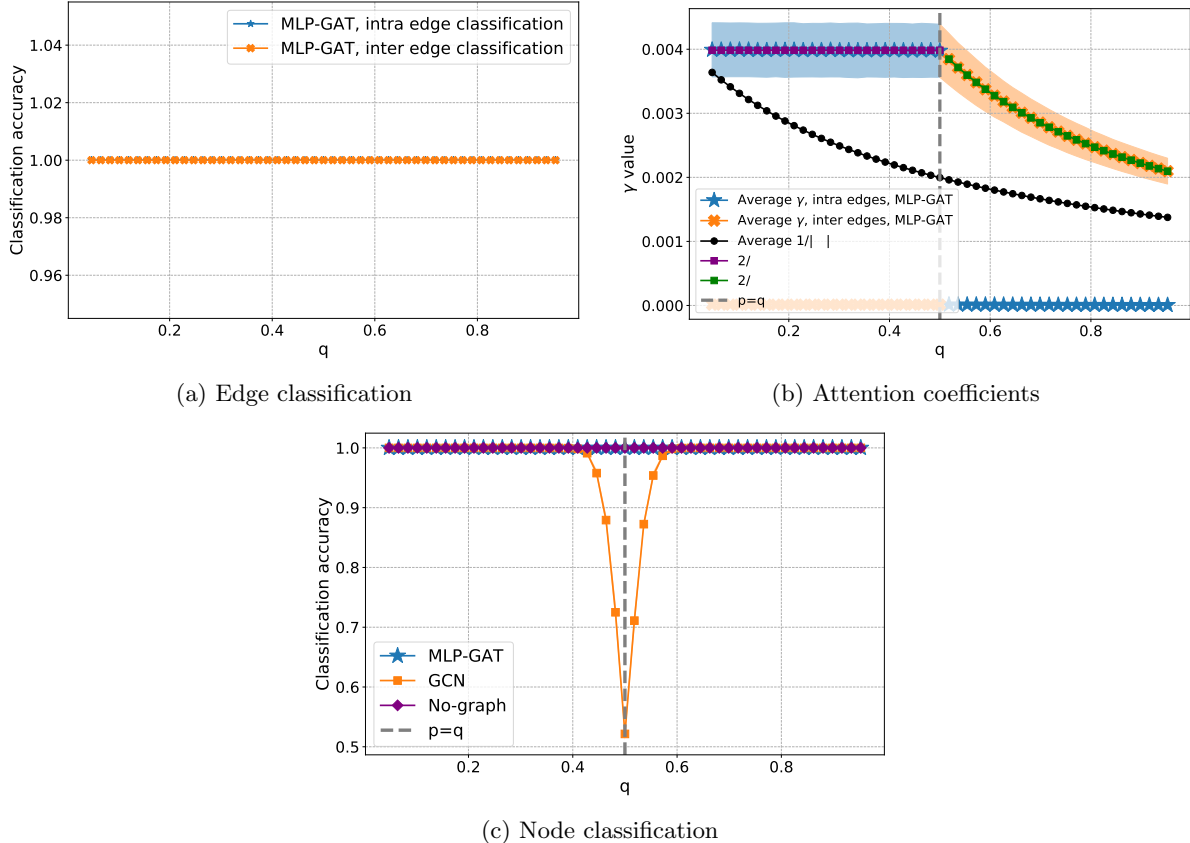 1.04
1.02
1.00
0.98
0.96
Classification accuracy
MLP-GAT, intra edge classification
MLP-GAT, inter edge classification
0.2
0.4
0.6
0.8
q
(a) Edge classification
0.004
0.003
0.002
0.001
0.000
γ value
Average γ, intra edges, MLP-GAT
Average γ, inter edges, MLP-GAT
Average 1/| |
2/
2/
p=q
0.2
0.4
0.6
0.8
q
(b) Attention coefficients
1.0
0.9
0.8
0.7
0.6
0.5
Classification accuracy
MLP-GAT
GCN
No-graph
p=q
0.2
0.4
0.6
0.8
q
(c) Node classification